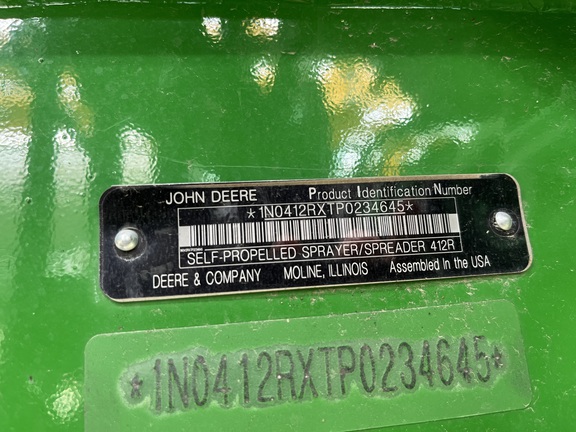 JOHN DEERE Product Identification Number
*1N0412RXTP0234645*
SELF-PROPELLED SPRAYER/SPREADER 412R
DEERE & COMPANY MOLINE, ILLINOIS Assembled in the USA
*1N0412RXTP0234645*